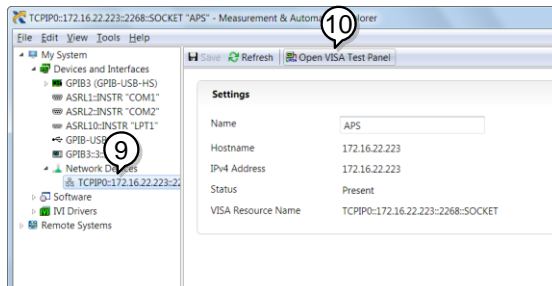 TCPIP0::172.16.22.223::2268::SOCKET "APS" - Measurement & Autom orer
10
File Edit View Tools Help
My System
Save Refresh Open VISA Test Panel
Devices and Interfaces
GPIB3 (GPIB-USB-HS)
ASRL1::INSTR "COM1"
ASRL2::INSTR "COM2"
ASRL10::INSTR "LPT1"
GPIB-USB
GPIB3::3::
9
Network Devices
TCPIP0::172.16.22.223::22
Software
IVI Drivers
Remote Systems
Settings
Name APS
Hostname 172.16.22.223
IPv4 Address 172.16.22.223
Status Present
VISA Resource Name TCPIP0::172.16.22.223::2268::SOCKET